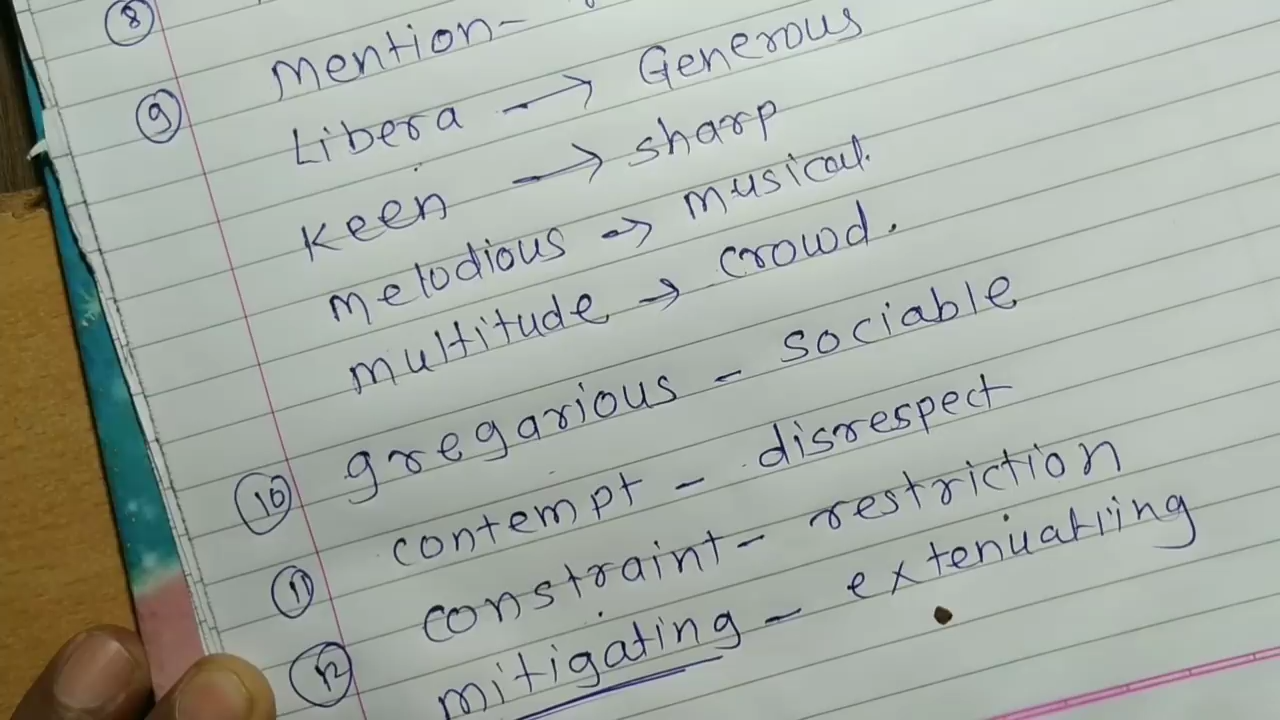 8 Mention-
9 Libera → Generous
Keen → sharp
melodious → musical.
multitude → crowd.
10 gregarious - sociable
11 contempt - disrespect
12 constraint - restriction
mitigating - extenuating